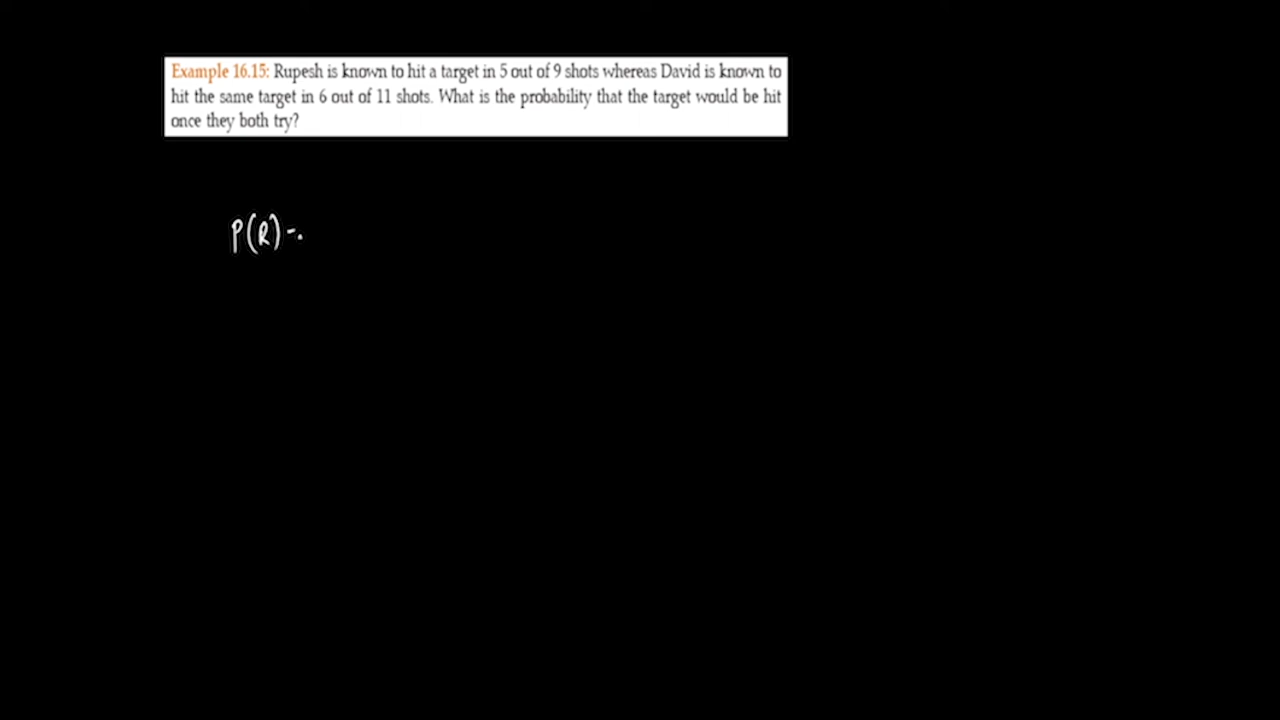 Example 16.15: Rupesh is known to hit a target in 5 out of 9 shots whereas David is known to
hit the same target in 6 out of 11 shots. What is the probability that the target would be hit
once they both try?
P(R) -.